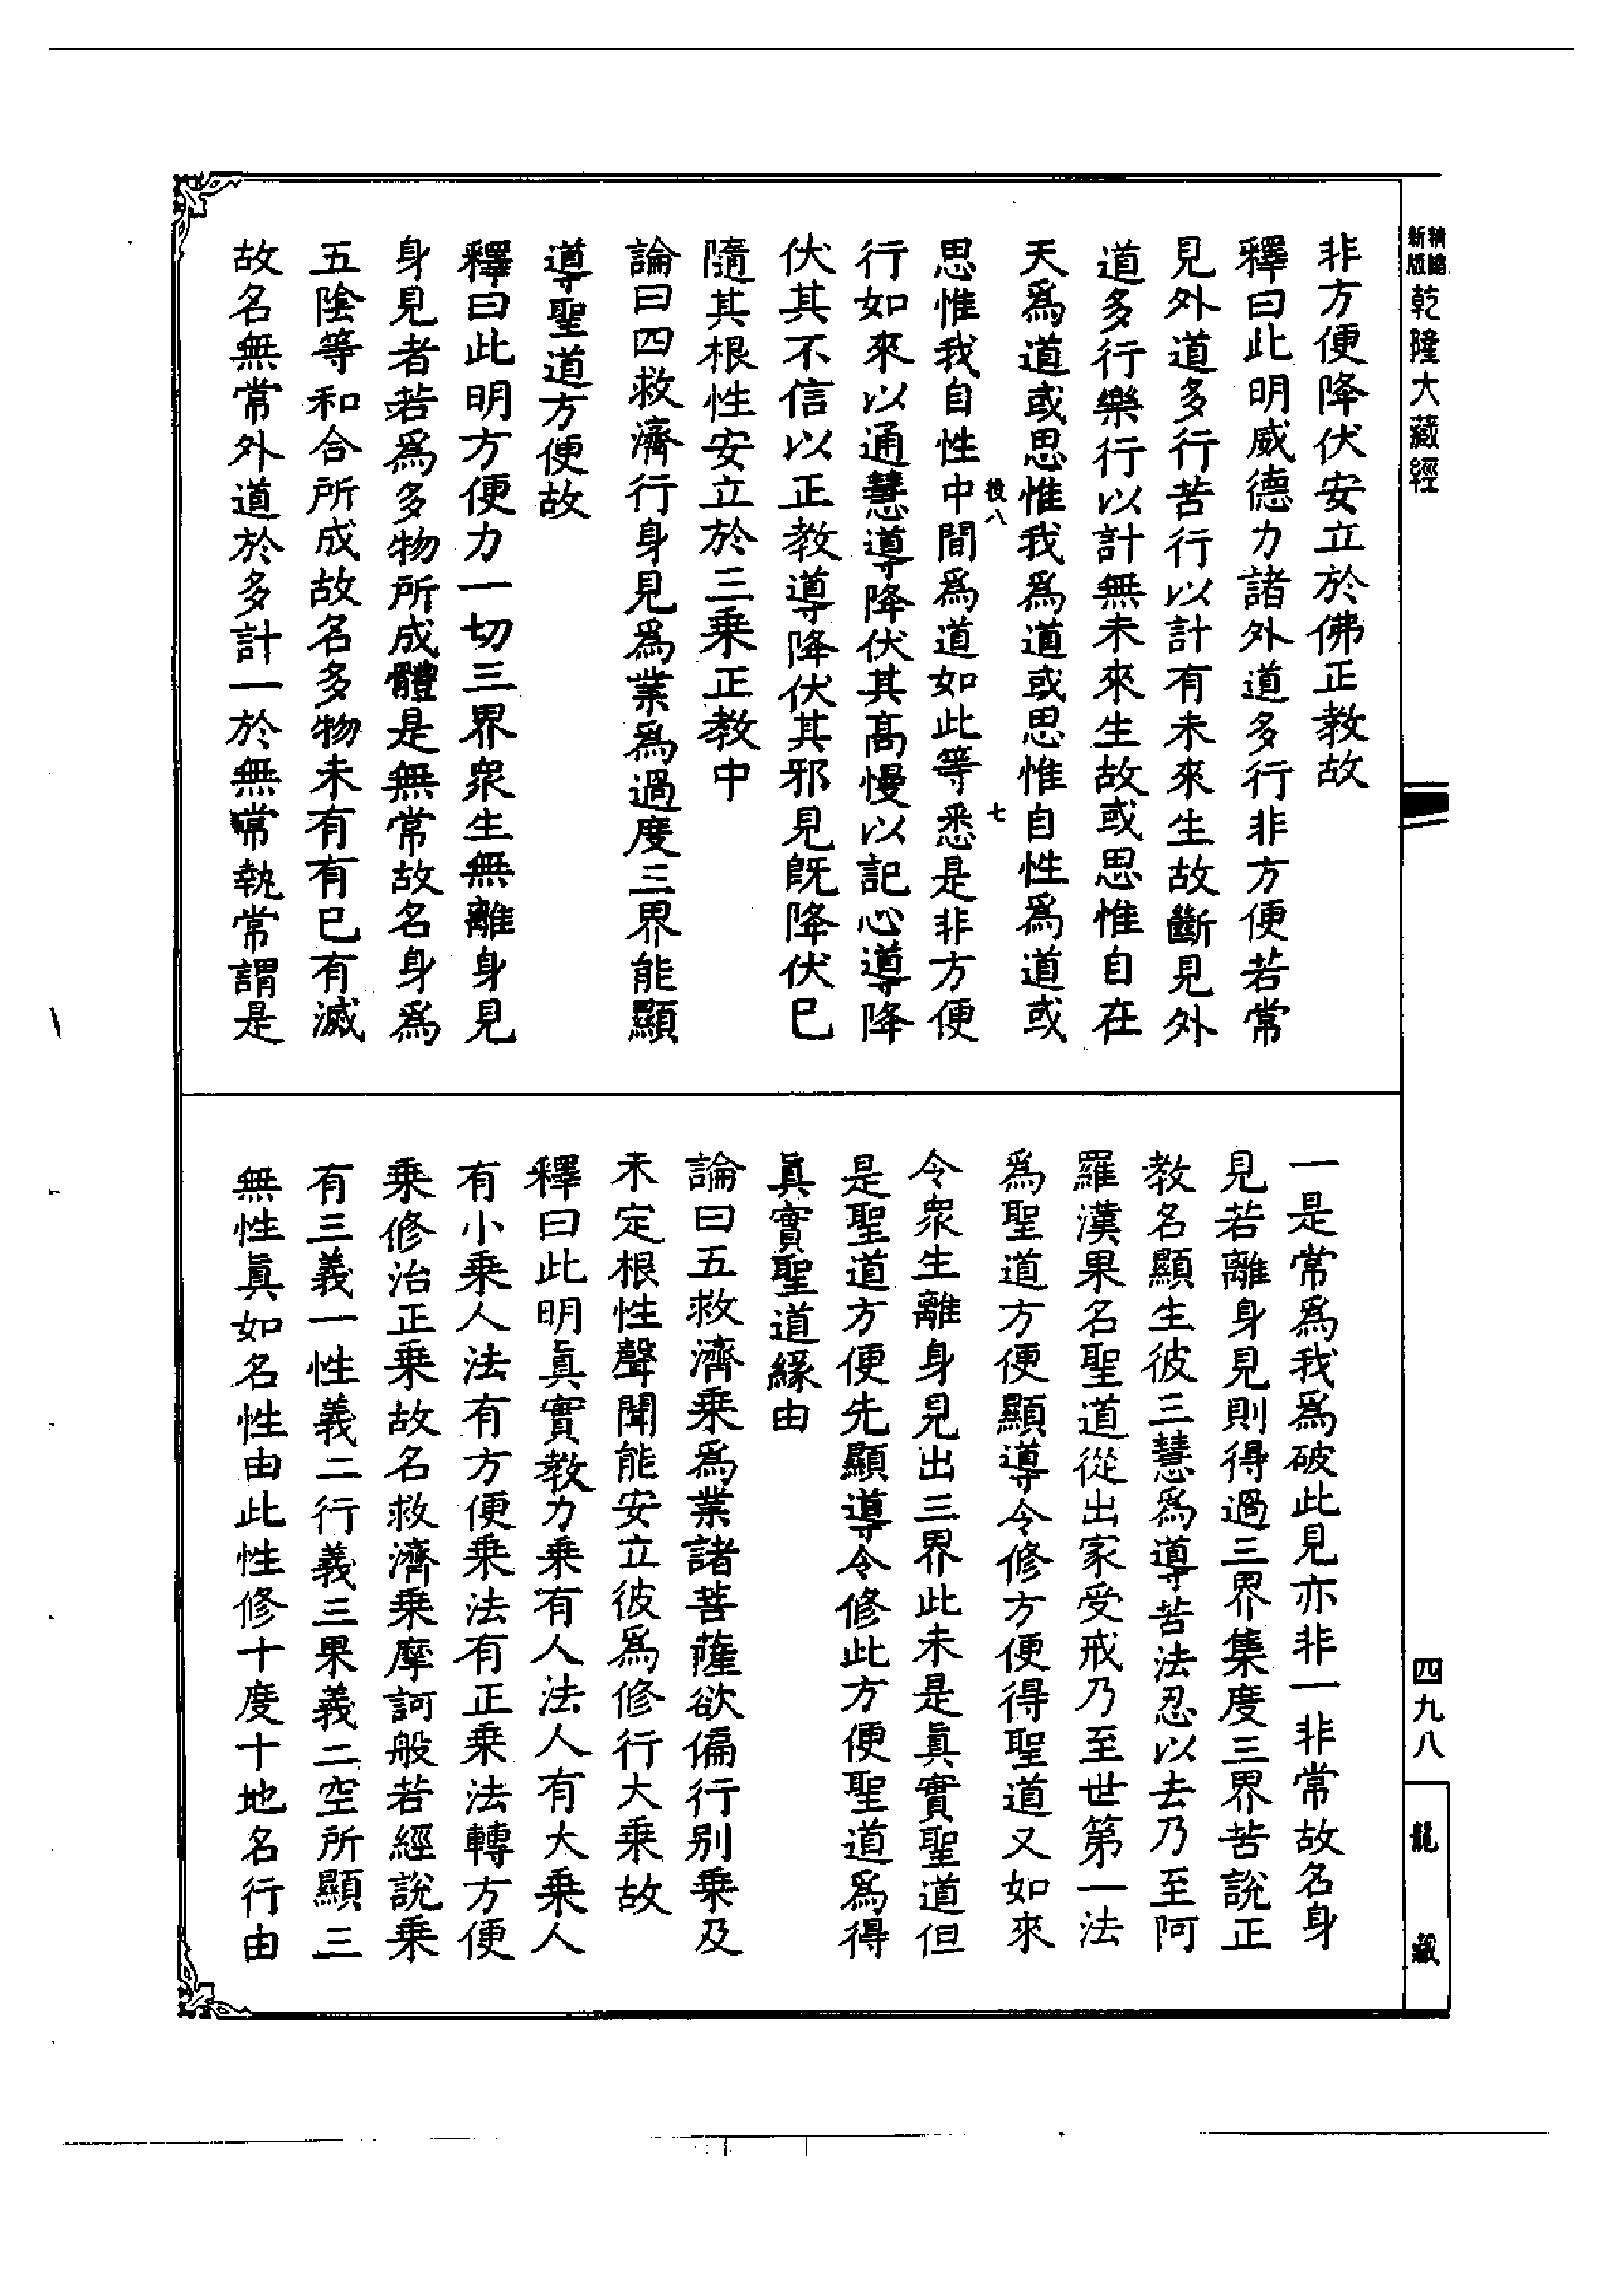 新版
精縮
乾隆大藏經
非方便降伏安立於佛正教故
釋曰此明威德力諸外道多行非方便若常
見外道多行苦行以計有未來生故斷見外
道多行樂行以計無未來生故或思惟自在
天爲道或思惟我爲道或思惟自性爲道或
思惟我自性中間爲道如此等悉是非方便
七
行如來以通慧導降伏其高慢以記心導降
伏其不信以正教導降伏其邪見既降伏已
隨其根性安立於三乘正教中
論曰四救濟行身見爲業爲過度三界能顯
導聖道方便故
釋曰此明方便力一切三界衆生無離身見
身見者若爲多物所成體是無常故名身爲
五陰等和合所成故名多物未有有已有滅
故名無常外道於多計一於無常執常謂是
一是常爲我爲破此見亦非一非常故名身
見若離身見則得過三界集度三界苦說正
教名顯生彼三慧爲導苦法忍以去乃至阿
羅漢果名聖道從出家受戒乃至世第一法
爲聖道方便顯導令修方便得聖道又如來
令衆生離身見出三界此未是眞實聖道但
是聖道方便先顯導令修此方便聖道爲得
眞實聖道緣由
論曰五救濟乘爲業諸菩薩欲偏行別乘及
未定根性聲聞能安立彼爲修行大乘故
釋曰此明眞實教力乘有人法人有大乘人
有小乘人法有方便乘法有正乘法轉方便
乘修治正乘故名救濟乘摩訶般若經說乘
有三義一性義二行義三果義二空所顯三
無性眞如名性由此性修十度十地名行由
四九八
龍藏